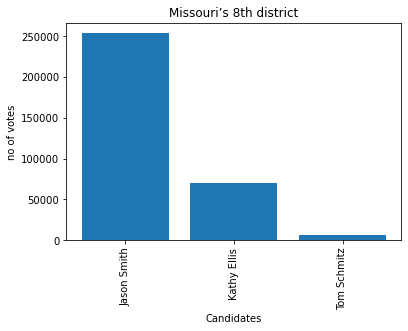 Missouri’s 8th district
no of votes
250000
200000
150000
100000
50000
0
Jason Smith
Kathy Ellis
Tom Schmitz
Candidates